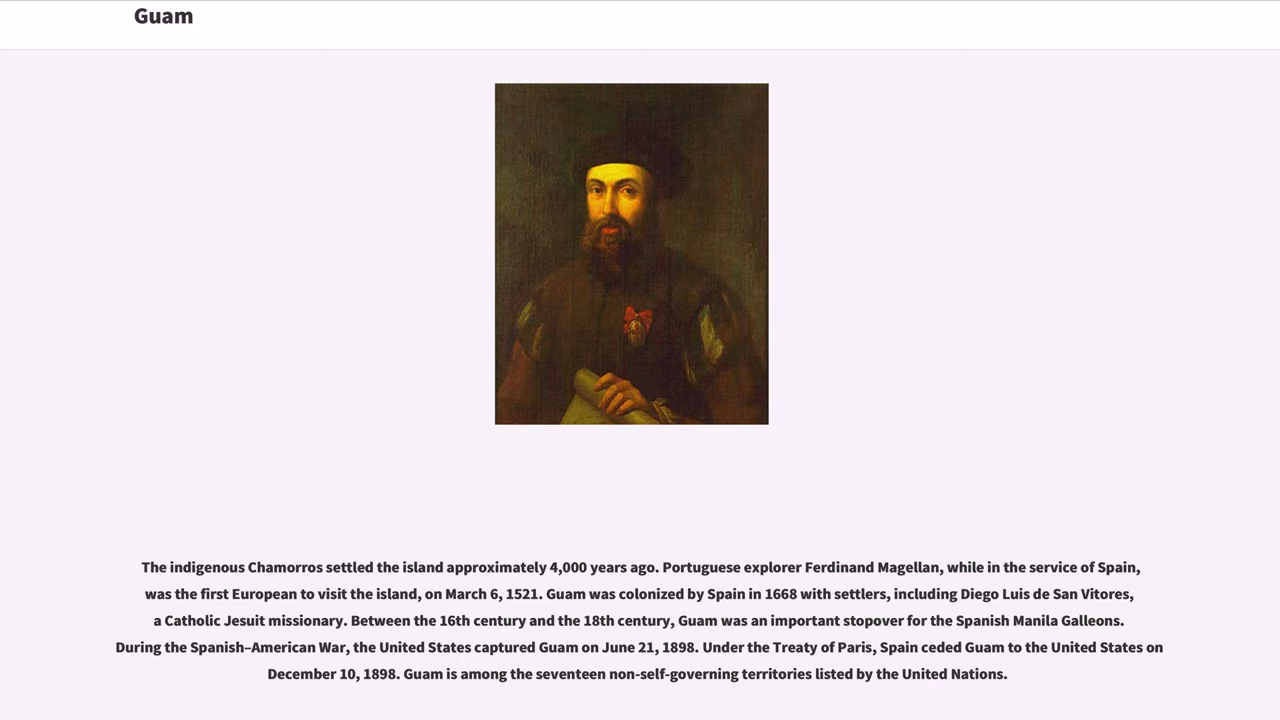 Guam
The indigenous Chamorros settled the island approximately 4,000 years ago. Portuguese explorer Ferdinand Magellan, while in the service of Spain,
was the first European to visit the island, on March 6, 1521. Guam was colonized by Spain in 1668 with settlers, including Diego Luis de San Vitores,
a Catholic Jesuit missionary. Between the 16th century and the 18th century, Guam was an important stopover for the Spanish Manila Galleons.
During the Spanish–American War, the United States captured Guam on June 21, 1898. Under the Treaty of Paris, Spain ceded Guam to the United States on
December 10, 1898. Guam is among the seventeen non-self-governing territories listed by the United Nations.